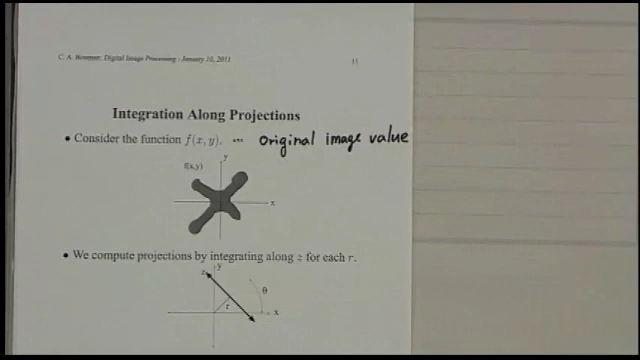 C. A. Bouman: Digital Image Processing - January 10, 2011 11
Integration Along Projections
• Consider the function f(x, y). ... original image value
f(x,y)
y
x
• We compute projections by integrating along z for each r.
z
y
θ
r
x